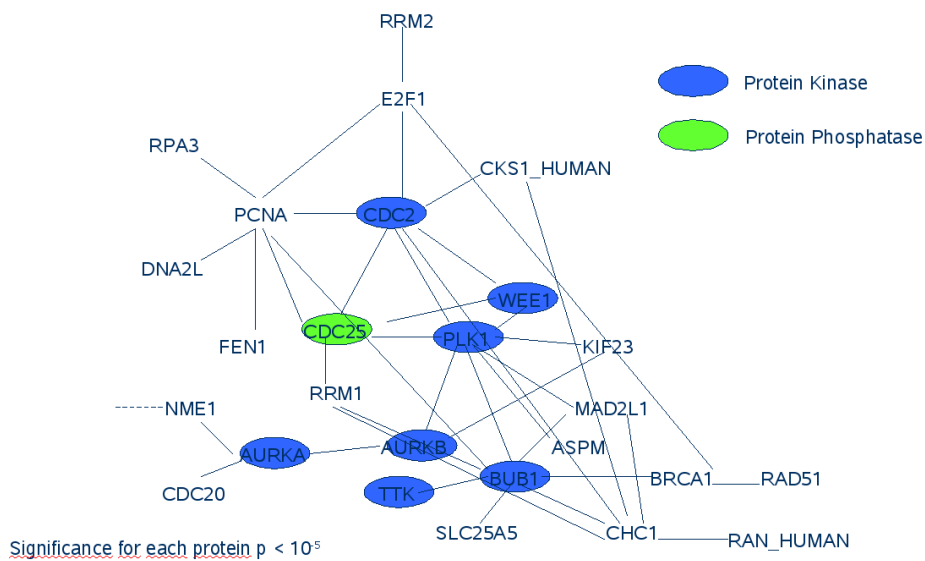 RRM2
Protein Kinase
E2F1
Protein Phosphatase
RPA3
CKS1_HUMAN
PCNA
CDC2
DNA2L
WEE1
CDC25
PLK1
FEN1
KIF23
RRM1
NME1
MAD2L1
AURKA
AURKB
ASPM
BUB1
BRCA1
RAD51
CDC20
TTK
SLC25A5
CHC1
RAN_HUMAN
Significance for each protein p < 10-5